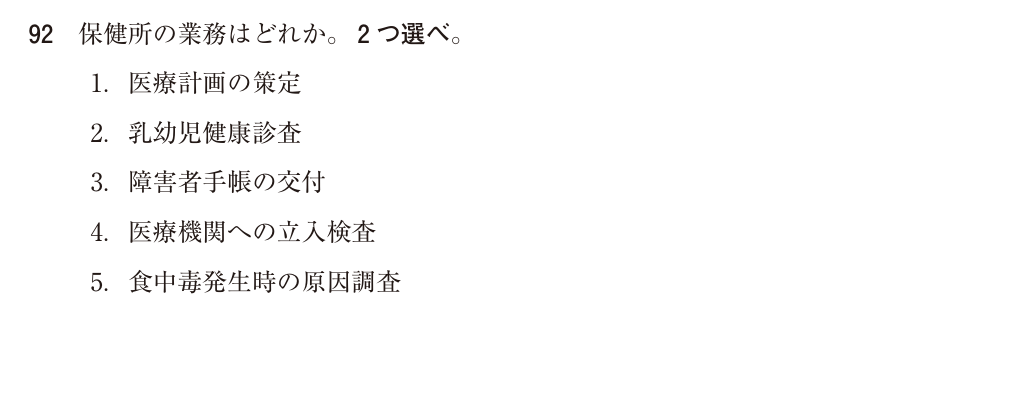 92 保健所の業務はどれか。2つ選べ。
1. 医療計画の策定
2. 乳幼児健康診査
3. 障害者手帳の交付
4. 医療機関への立入検査
5. 食中毒発生時の原因調査